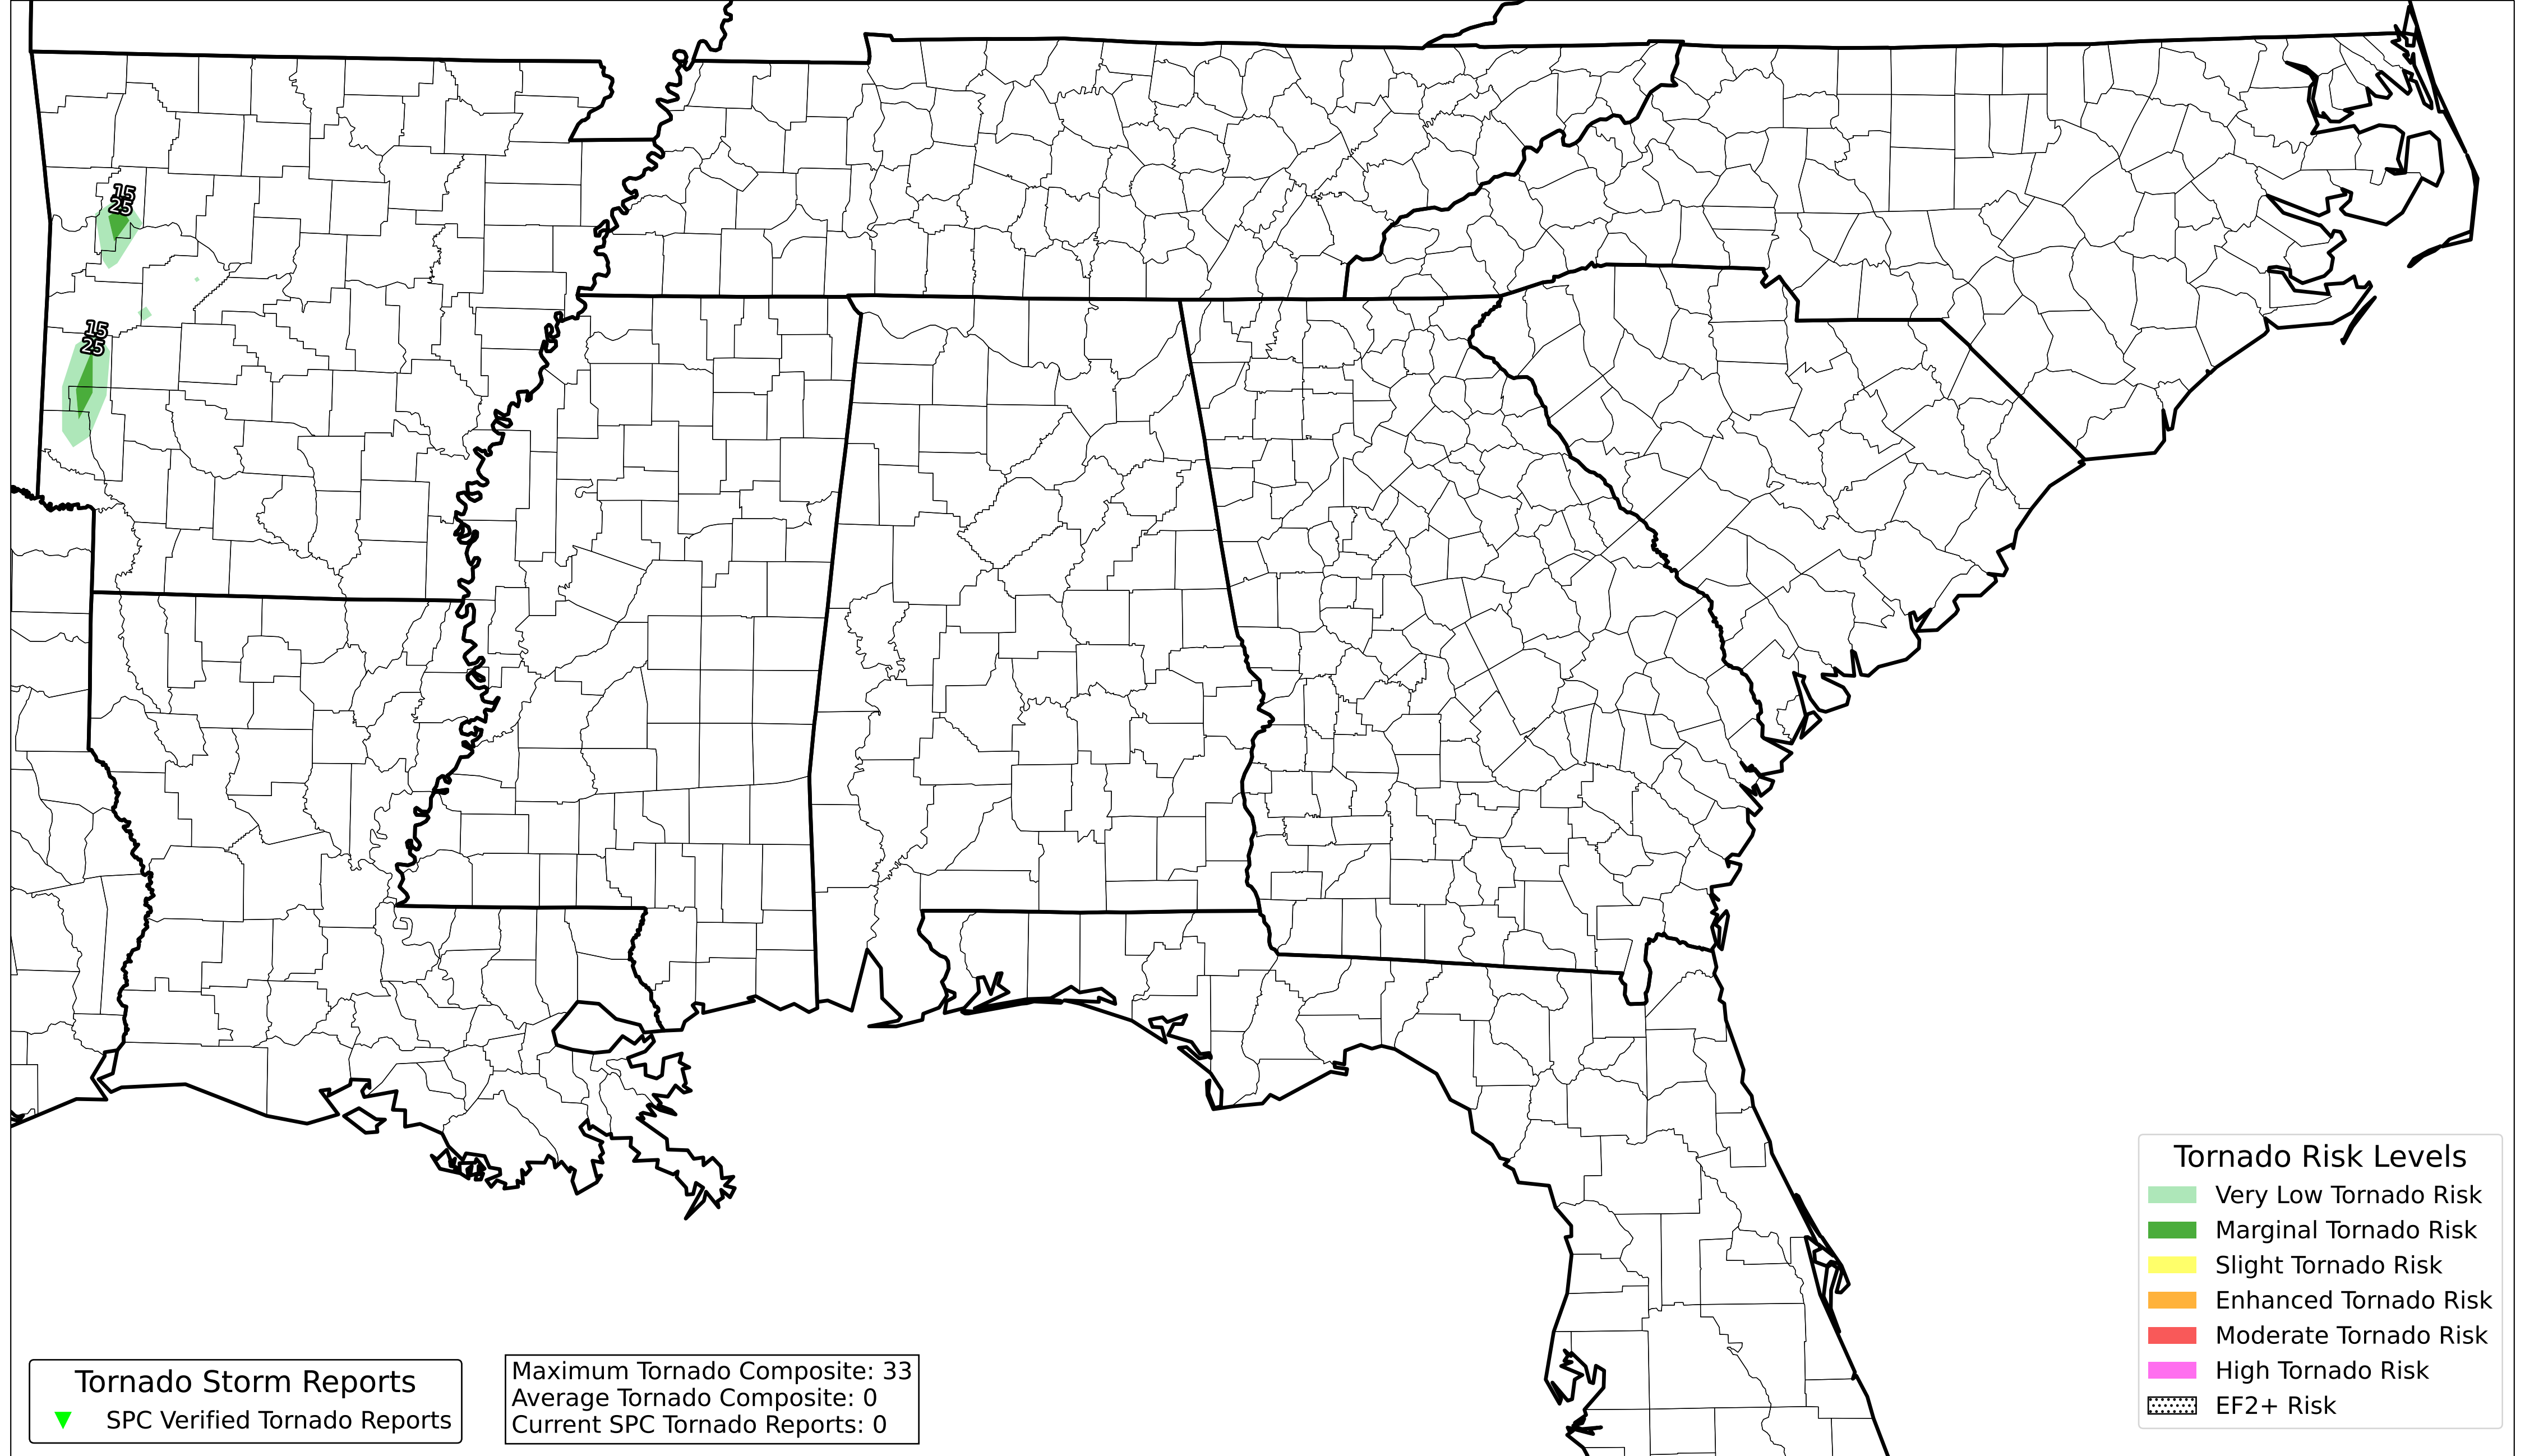 15
25
15
25
Tornado Risk Levels
Very Low Tornado Risk
Marginal Tornado Risk
Slight Tornado Risk
Enhanced Tornado Risk
Moderate Tornado Risk
High Tornado Risk
EF2+ Risk
Tornado Storm Reports
SPC Verified Tornado Reports
Maximum Tornado Composite: 33
Average Tornado Composite: 0
Current SPC Tornado Reports: 0